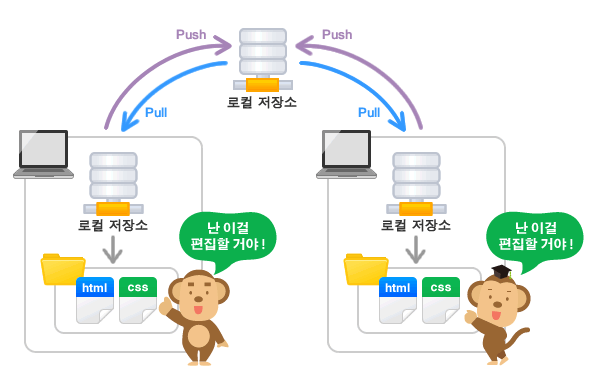 Push
Push
로컬 저장소
Pull
Pull
로컬 저장소
난 이걸
편집할 거야 !
html
css
로컬 저장소
난 이걸
편집할 거야 !
html
css